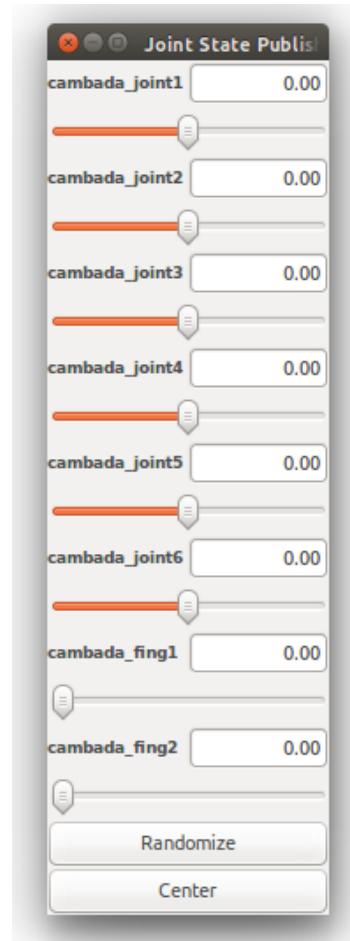 Joint State Publis
cambada_joint1 0.00
cambada_joint2 0.00
cambada_joint3 0.00
cambada_joint4 0.00
cambada_joint5 0.00
cambada_joint6 0.00
cambada_fing1 0.00
cambada_fing2 0.00
Randomize
Center